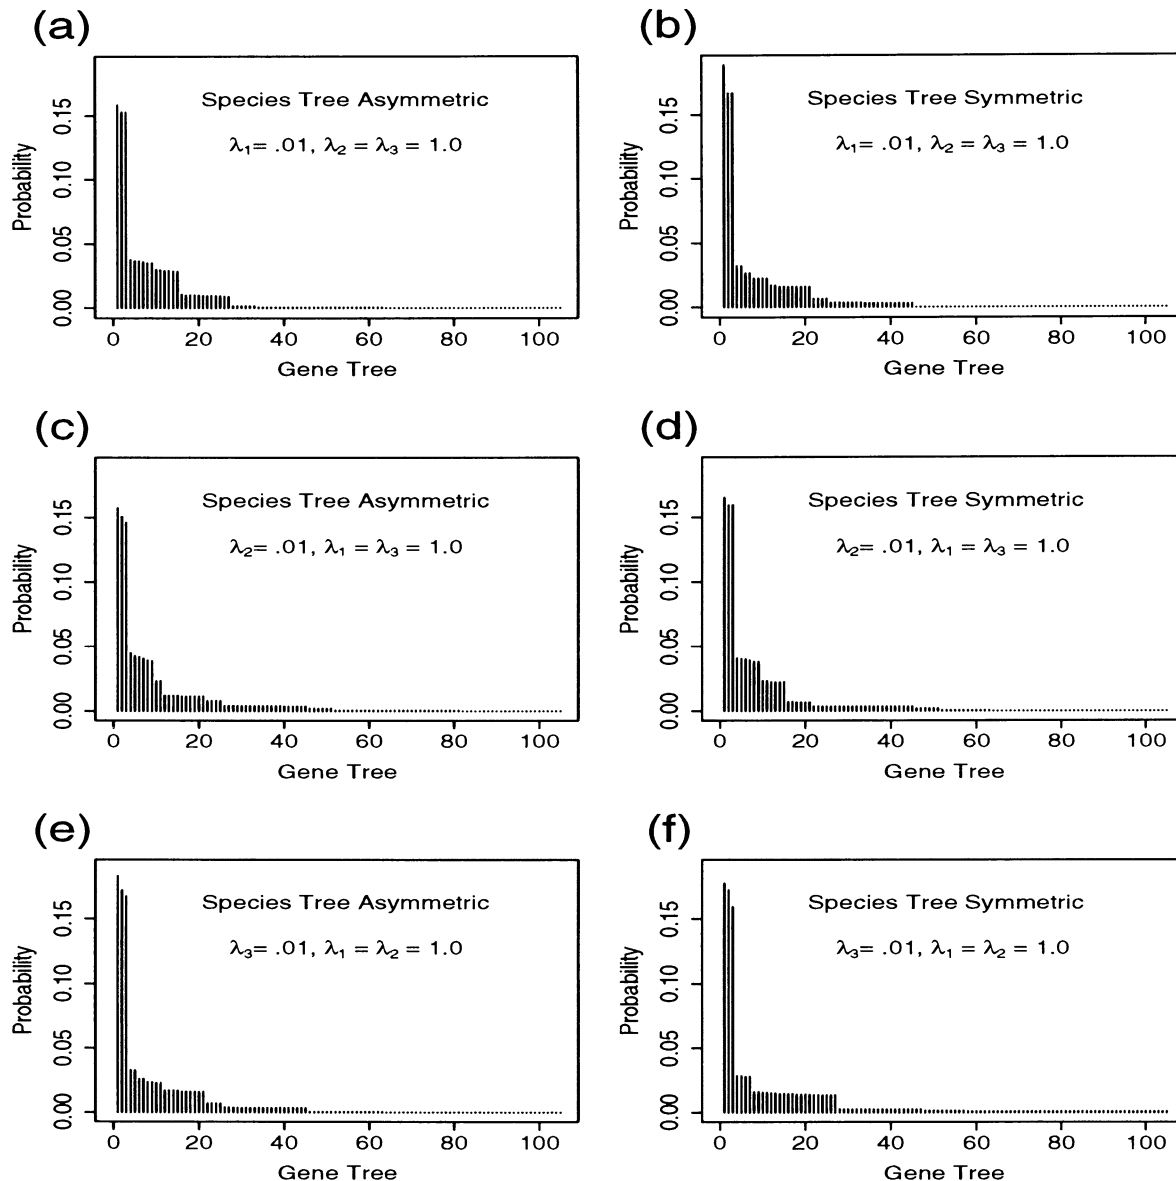 (a)
Species Tree Asymmetric
λ₁= .01, λ₂ = λ₃ = 1.0
Probability
0.00 0.05 0.10 0.15
0 20 40 60 80 100
Gene Tree
(b)
Species Tree Symmetric
λ₁= .01, λ₂ = λ₃ = 1.0
Probability
0.00 0.05 0.10 0.15
0 20 40 60 80 100
Gene Tree
(c)
Species Tree Asymmetric
λ₂= .01, λ₁ = λ₃ = 1.0
Probability
0.00 0.05 0.10 0.15
0 20 40 60 80 100
Gene Tree
(d)
Species Tree Symmetric
λ₂= .01, λ₁ = λ₃ = 1.0
Probability
0.00 0.05 0.10 0.15
0 20 40 60 80 100
Gene Tree
(e)
Species Tree Asymmetric
λ₃= .01, λ₁ = λ₂ = 1.0
Probability
0.00 0.05 0.10 0.15
0 20 40 60 80 100
Gene Tree
(f)
Species Tree Symmetric
λ₃= .01, λ₁ = λ₂ = 1.0
Probability
0.00 0.05 0.10 0.15
0 20 40 60 80 100
Gene Tree